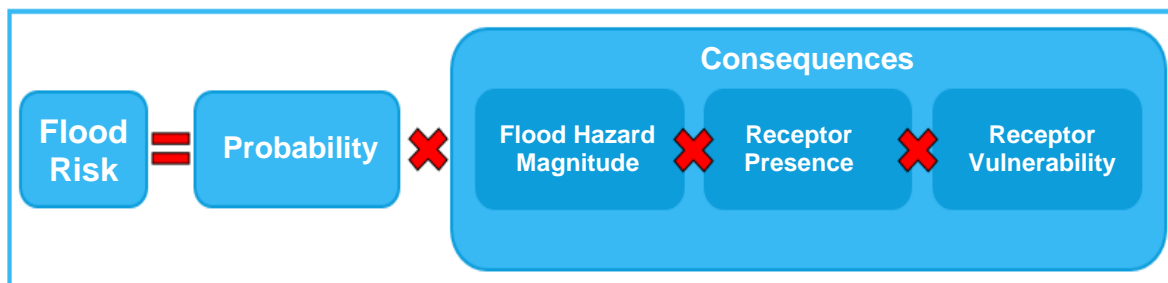 Consequences
Flood
Risk
=
Probability
×
Flood Hazard
Magnitude
×
Receptor
Presence
×
Receptor
Vulnerability